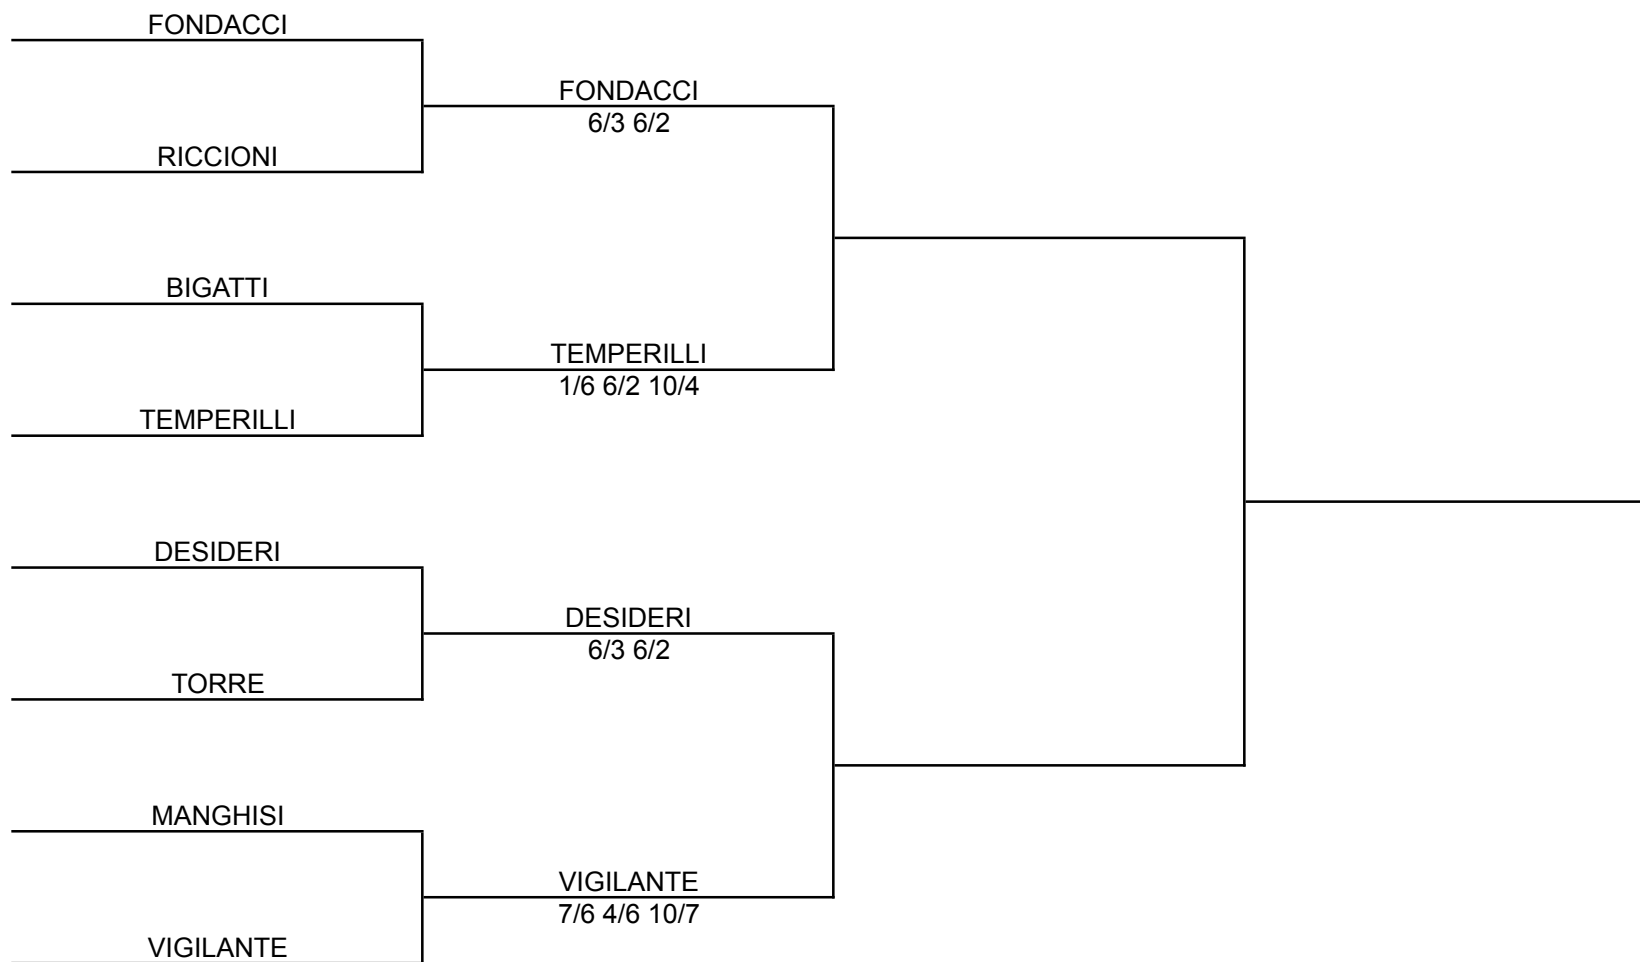 FONDACCI
FONDACCI
6/3 6/2
RICCIONI
BIGATTI
TEMPERILLI
1/6 6/2 10/4
TEMPERILLI
DESIDERI
DESIDERI
6/3 6/2
TORRE
MANGHISI
VIGILANTE
7/6 4/6 10/7
VIGILANTE